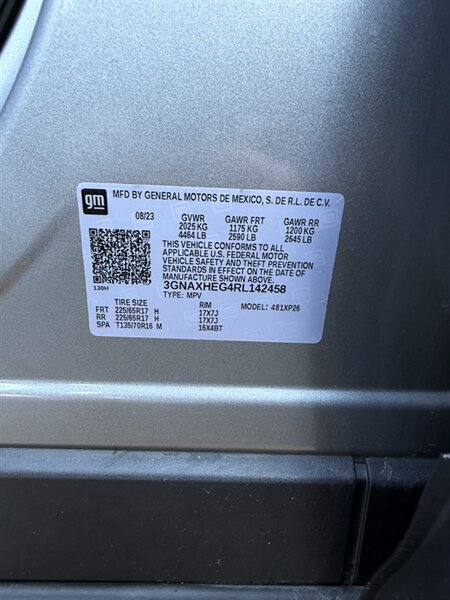 gm MFD BY GENERAL MOTORS DE MEXICO, S. DE R.L. DE C.V.
08/23 GVWR GAWR FRT GAWR RR
2025 KG 1175 KG 1200 KG
4464 LB 2590 LB 2645 LB
THIS VEHICLE CONFORMS TO ALL
APPLICABLE U.S. FEDERAL MOTOR
VEHICLE SAFETY AND THEFT PREVENTION
STANDARDS IN EFFECT ON THE DATE OF
MANUFACTURE SHOWN ABOVE.
130H 3GNAXHEG4RL142458
TYPE: MPV MODEL: 481XP26
TIRE SIZE RIM
FRT 225/65R17 H 17X7J
RR 225/65R17 H 17X7J
SPA T135/70R16 M 16X4BT